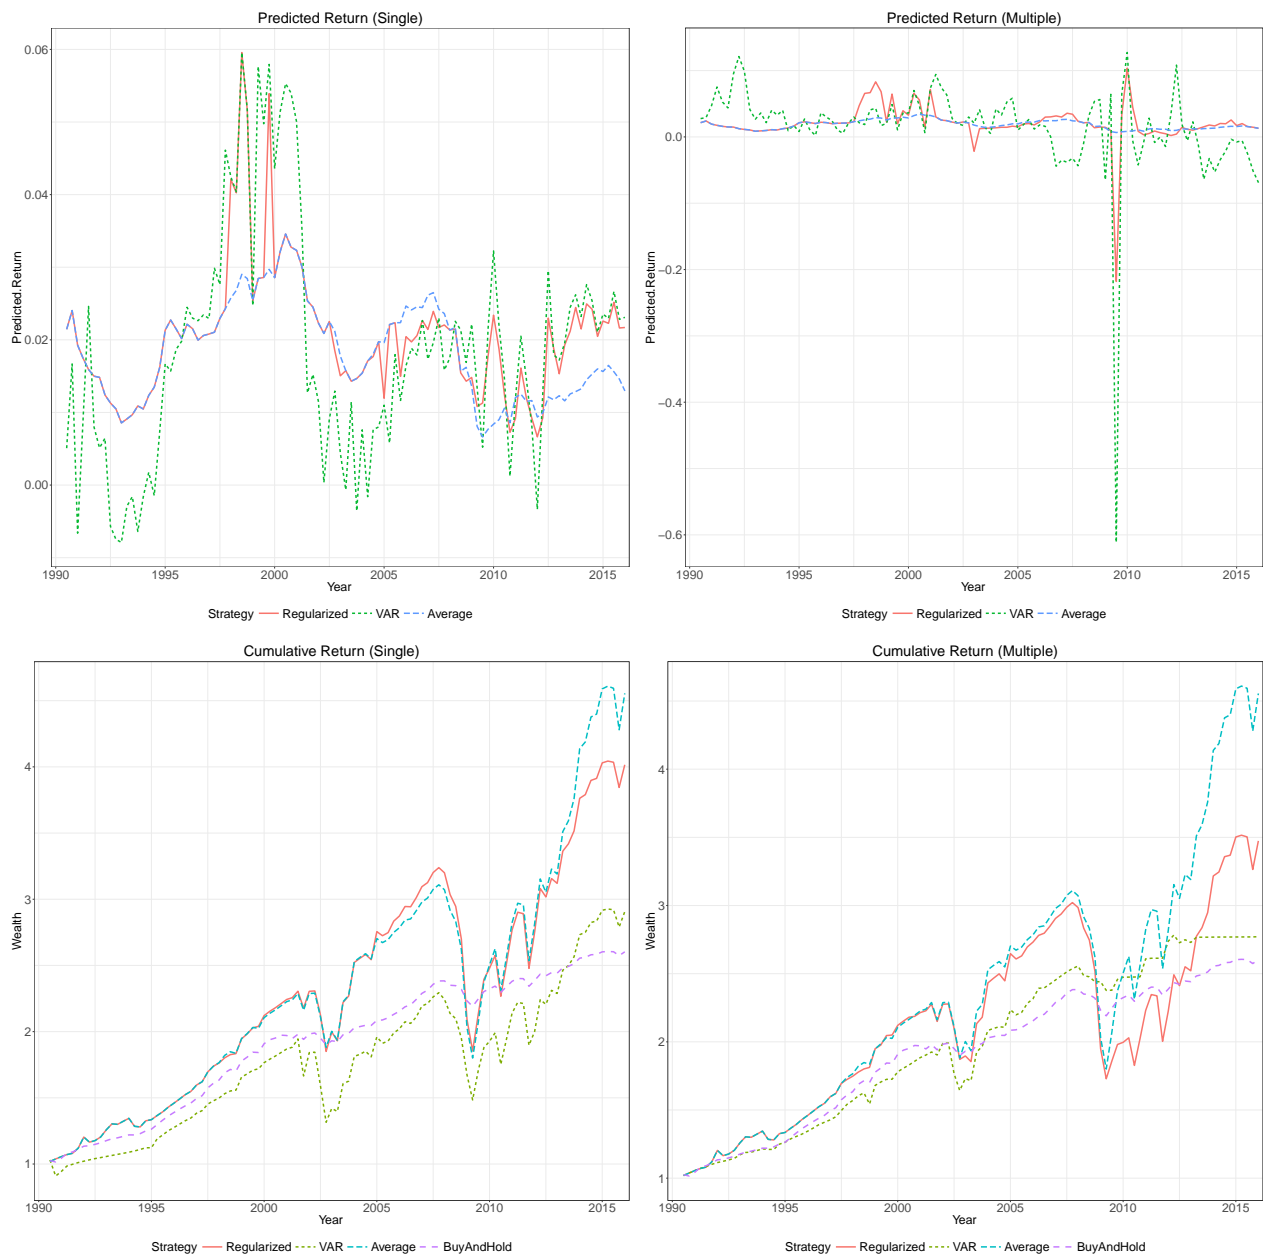 Predicted Return (Single)
Predicted.Return
0.06
0.04
0.02
0.00
1990 1995 2000 2005 2010 2015
Year
Strategy Regularized VAR Average
Predicted Return (Multiple)
Predicted.Return
0.0
−0.2
−0.4
−0.6
1990 1995 2000 2005 2010 2015
Year
Strategy Regularized VAR Average
Cumulative Return (Single)
Wealth
4
3
2
1
1990 1995 2000 2005 2010 2015
Year
Strategy Regularized VAR Average BuyAndHold
Cumulative Return (Multiple)
Wealth
4
3
2
1
1990 1995 2000 2005 2010 2015
Year
Strategy Regularized VAR Average BuyAndHold